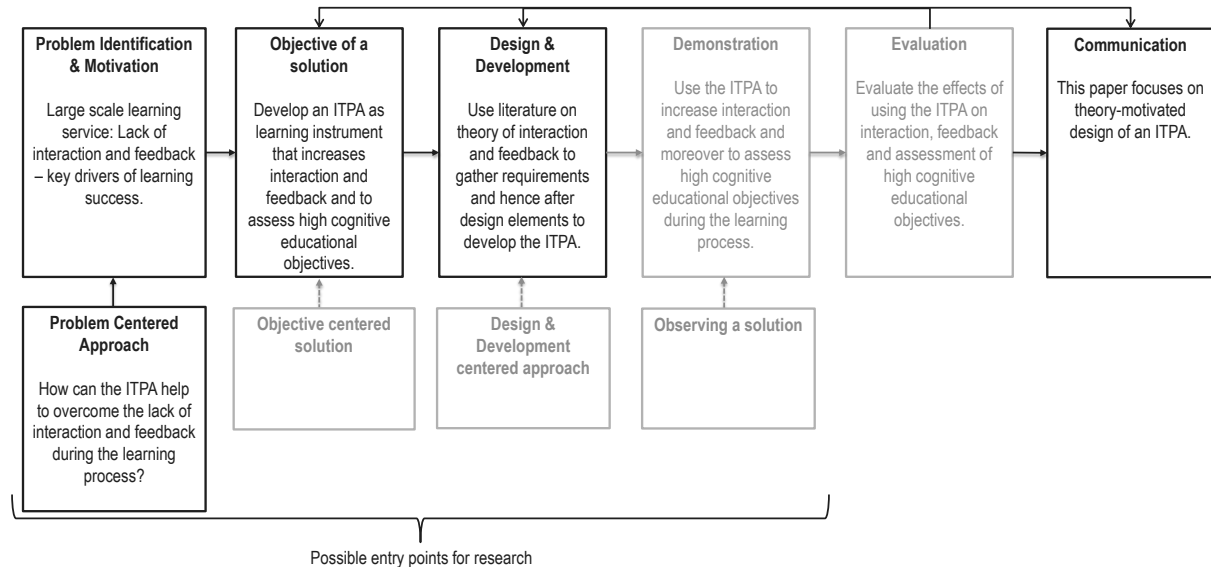 Problem Identification
& Motivation
Large scale learning
service: Lack of
interaction and feedback
– key drivers of learning
success.
Objective of a
solution
Develop an ITPA as
learning instrument
that increases
interaction and
feedback and to
assess high cognitive
educational
objectives.
Design &
Development
Use literature on
theory of interaction
and feedback to
gather requirements
and hence after
design elements to
develop the ITPA.
Demonstration
Use the ITPA to
increase interaction
and feedback and
moreover to assess
high cognitive
educational objectives
during the learning
process.
Evaluation
Evaluate the effects of
using the ITPA on
interaction, feedback
and assessment of
high cognitive
educational
objectives.
Communication
This paper focuses on
theory-motivated
design of an ITPA.
Problem Centered
Approach
How can the ITPA help
to overcome the lack of
interaction and feedback
during the learning
process?
Objective centered
solution
Design &
Development
centered approach
Observing a solution
Possible entry points for research